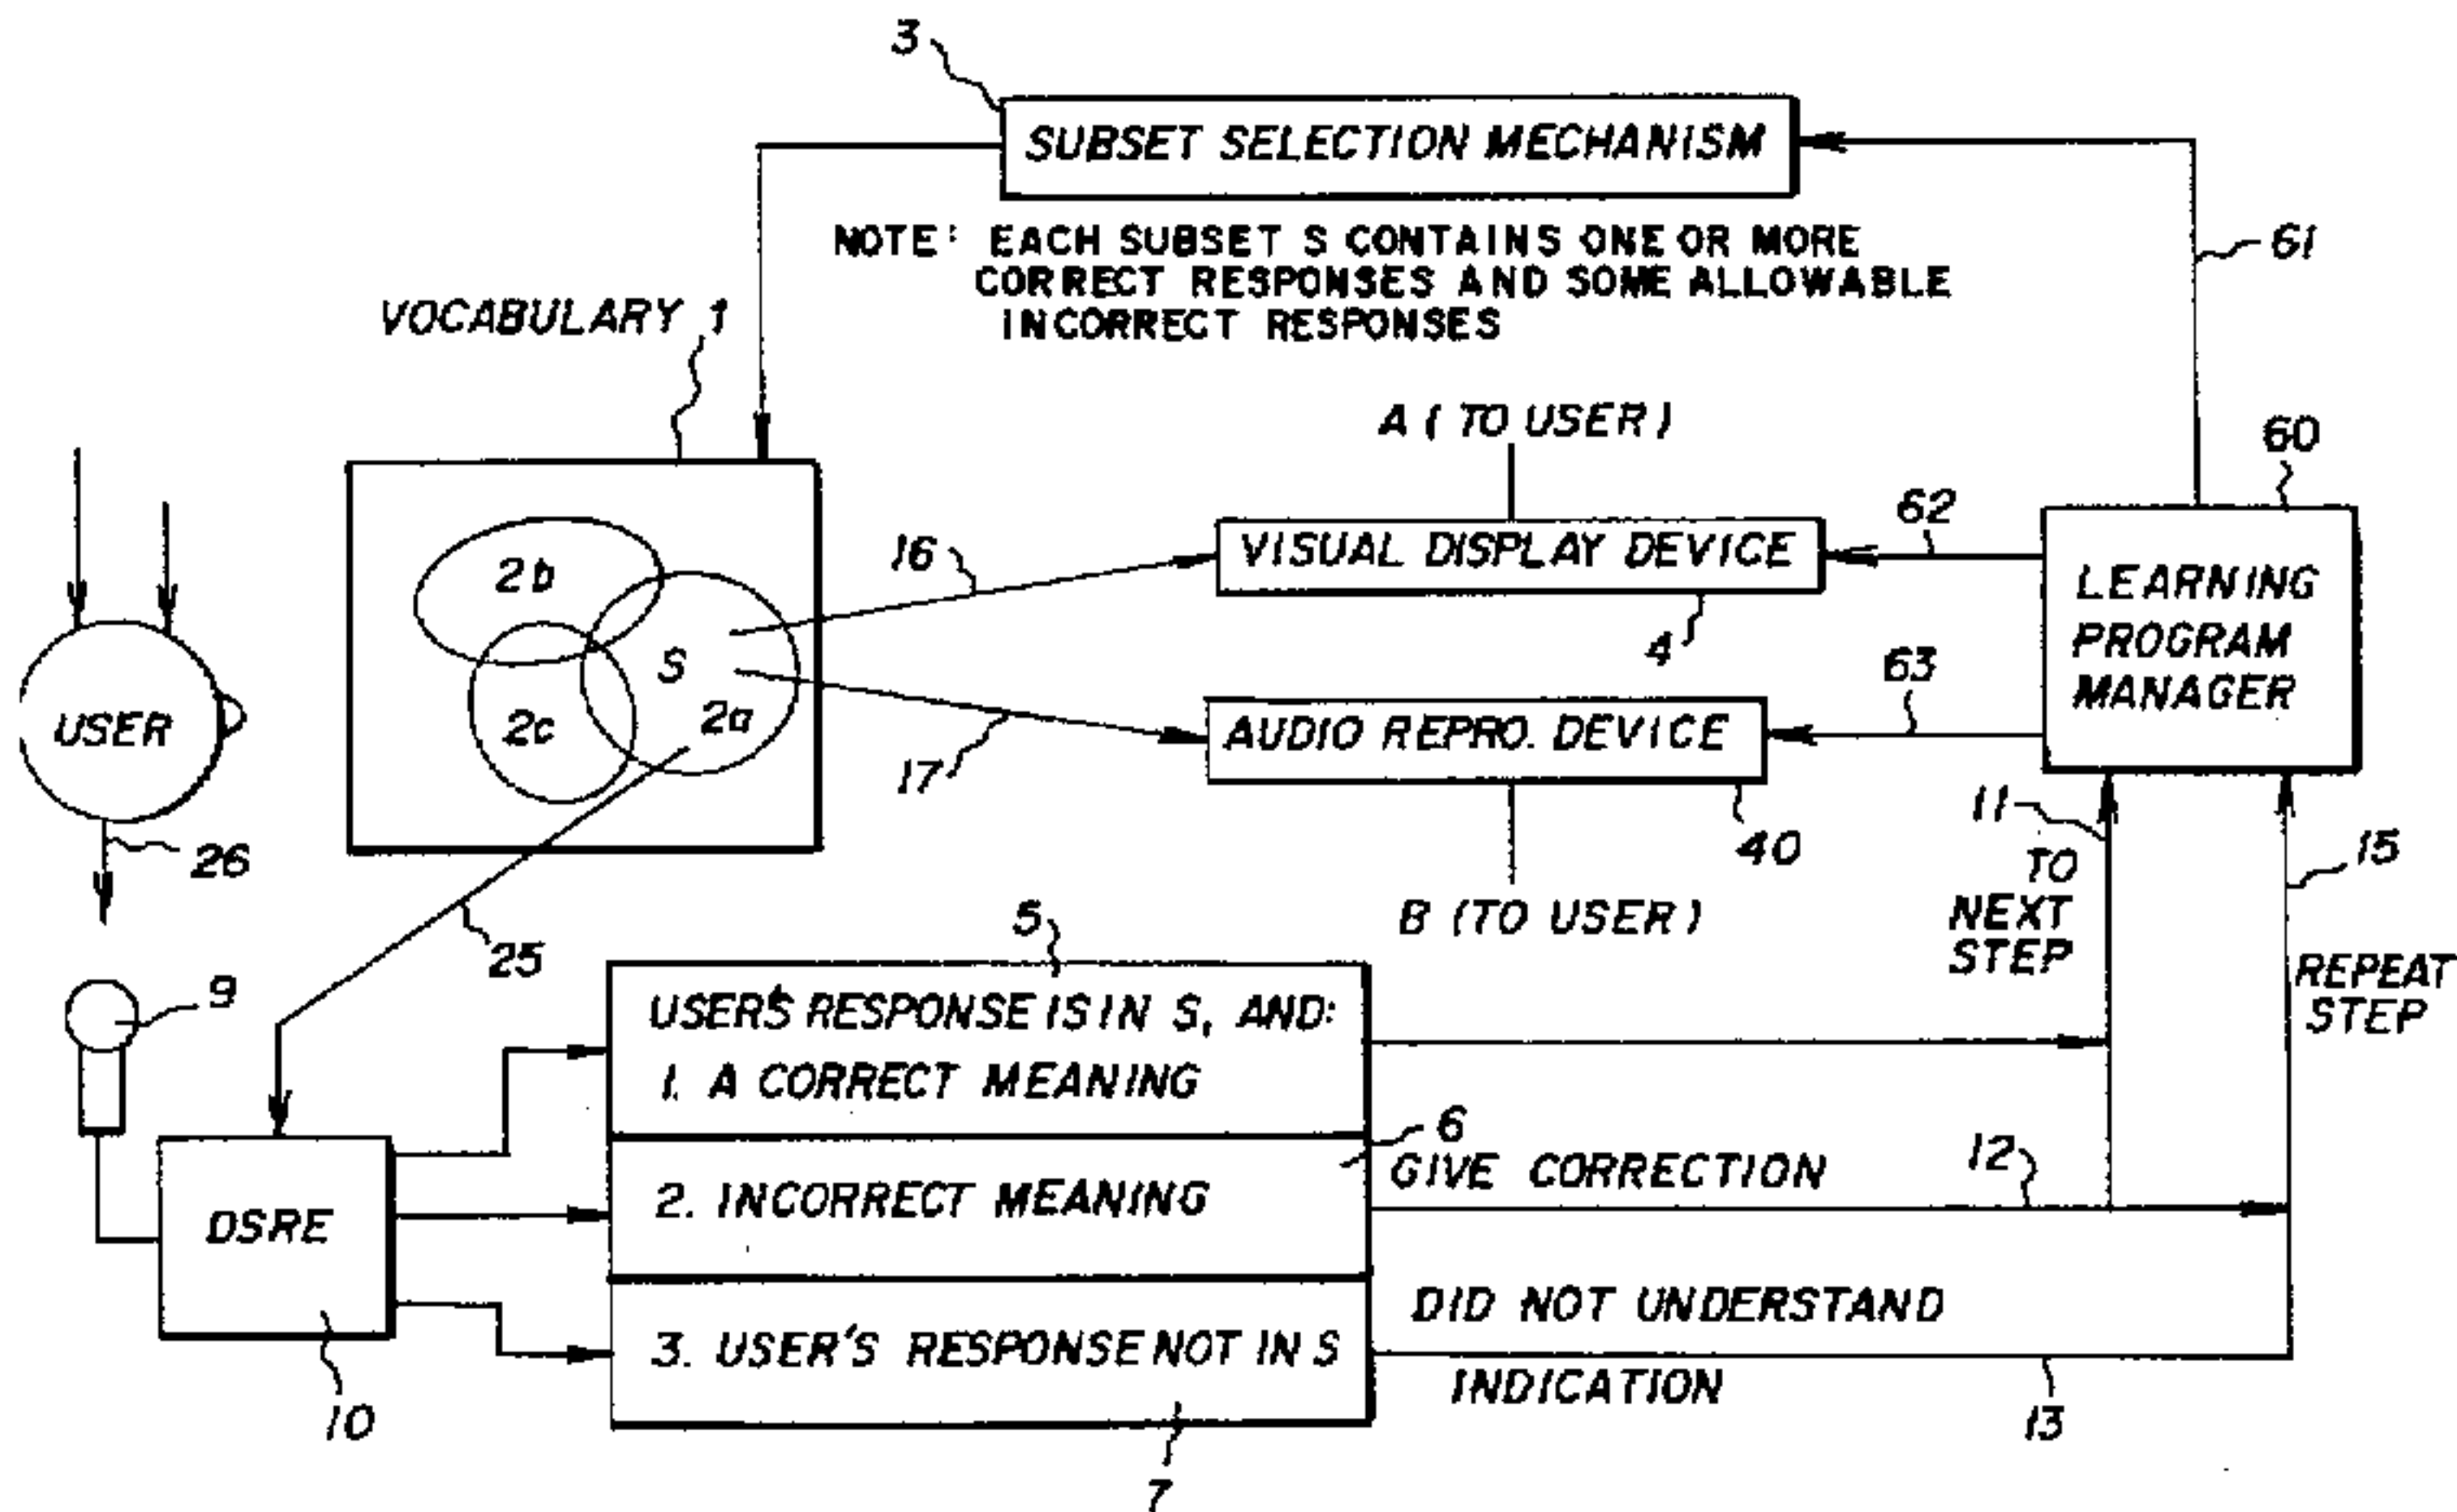 3
SUBSET SELECTION MECHANISM
NOTE: EACH SUBSET S CONTAINS ONE OR MORE
CORRECT RESPONSES AND SOME ALLOWABLE
INCORRECT RESPONSES
61
VOCABULARY 1
A (TO USER)
60
2b
16
VISUAL DISPLAY DEVICE
62
LEARNING
PROGRAM
MANAGER
4
S
2a
2c
USER
17
AUDIO REPRO. DEVICE
63
40
11
TO
NEXT
STEP
15
REPEAT
STEP
26
25
B (TO USER)
9
5
USER'S RESPONSE IS IN S, AND:
1. A CORRECT MEANING
6
GIVE CORRECTION
12
DSRE
2. INCORRECT MEANING
10
3. USER'S RESPONSE NOT IN S
DID NOT UNDERSTAND
INDICATION
13
7